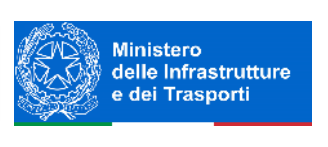 Ministero
delle Infrastrutture
e dei Trasporti